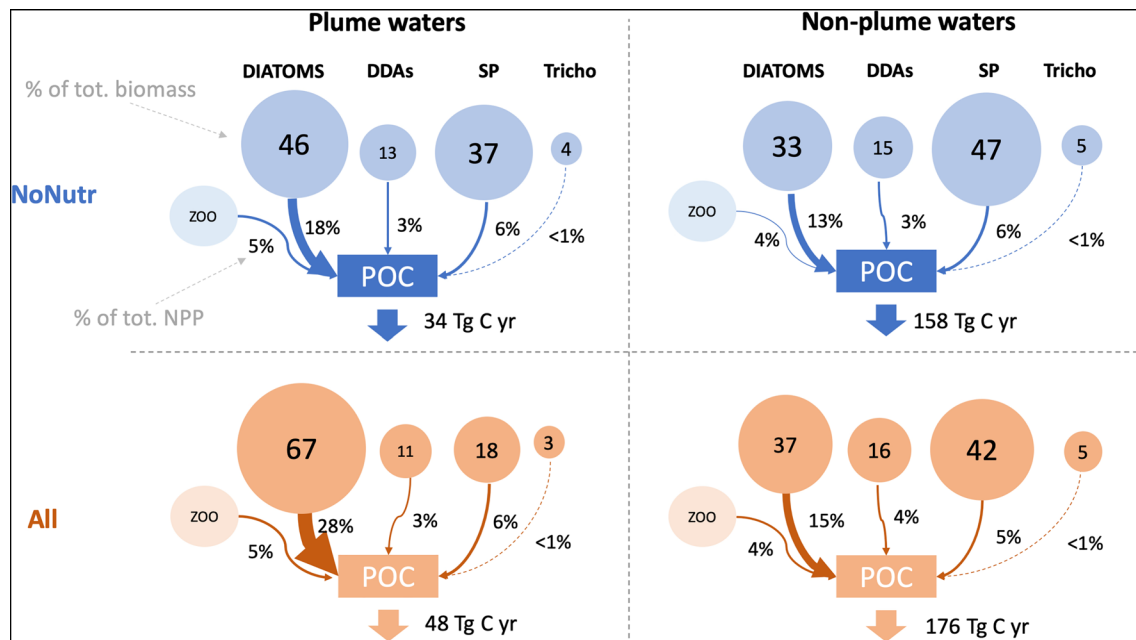 Plume waters
Non-plume waters
DIATOMS DDAs SP Tricho
DIATOMS DDAs SP Tricho
% of tot. biomass
46 13 37 4
33 15 47 5
NoNutr
ZOO
ZOO
5% 18% 3% 6% <1%
4% 13% 3% 6% <1%
POC
POC
% of tot. NPP
34 Tg C yr
158 Tg C yr
67 11 18 3
37 16 42 5
All
ZOO
ZOO
5% 28% 3% 6% <1%
4% 15% 4% 5% <1%
POC
POC
48 Tg C yr
176 Tg C yr